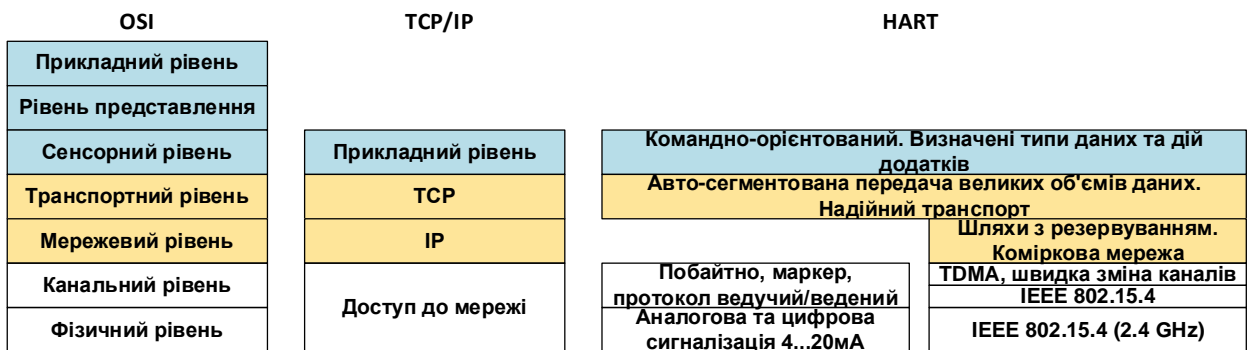 OSI
TCP/IP
HART
Прикладний рівень
Рівень представлення
Сенсорний рівень
Транспортний рівень
Мережевий рівень
Канальний рівень
Фізичний рівень
Прикладний рівень
TCP
IP
Доступ до мережі
Командно-орієнтований. Визначені типи даних та дій
додатків
Авто-сегментована передача великих об'ємів даних.
Надійний транспорт
Шляхи з резервуванням.
Коміркова мережа
Побайтно, маркер,
протокол ведучий/ведений
Аналогова та цифрова
сигналізація 4...20мА
TDMA, швидка зміна каналів
IEEE 802.15.4
IEEE 802.15.4 (2.4 GHz)